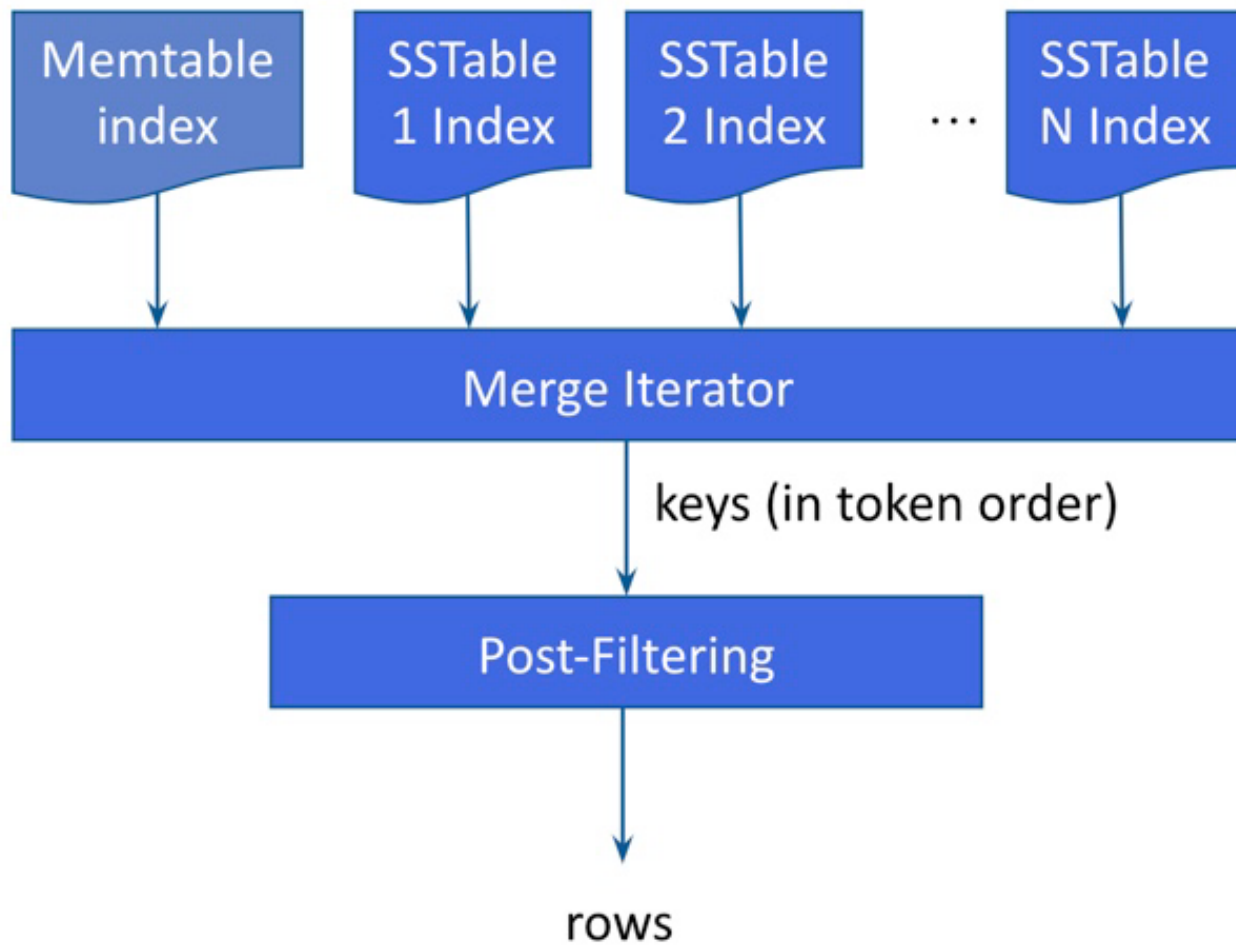 Memtable
index
SSTable
1 Index
SSTable
2 Index
...
SSTable
N Index
Merge Iterator
keys (in token order)
Post-Filtering
rows